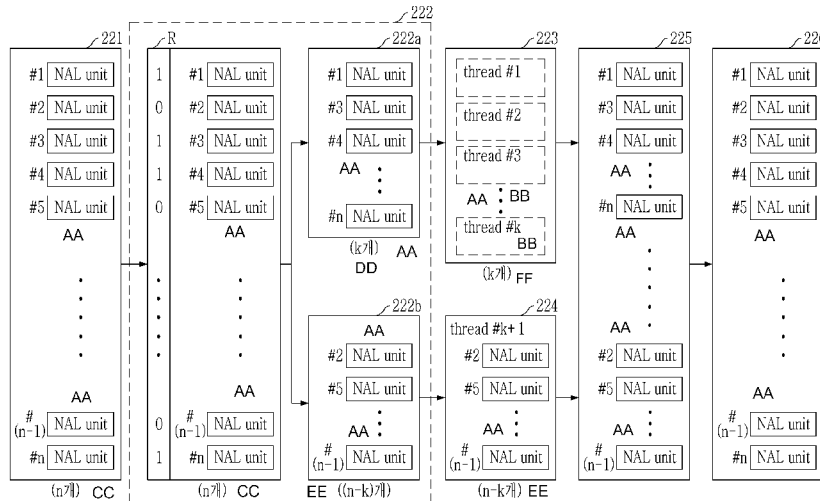 222
221
R
222a
223
225
226
#1 NAL unit
#2 NAL unit
#3 NAL unit
#4 NAL unit
#5 NAL unit
AA
AA
# (n-1) NAL unit
#n NAL unit
(n개) CC
1
0
1
1
0
0
1
#1 NAL unit
#2 NAL unit
#3 NAL unit
#4 NAL unit
#5 NAL unit
AA
AA
# (n-1) NAL unit
#n NAL unit
(n개) CC
#1 NAL unit
#3 NAL unit
#4 NAL unit
AA
#n NAL unit
(k개) AA
DD
222b
AA
#2 NAL unit
#5 NAL unit
AA
# (n-1) NAL unit
EE ((n-k)개)
thread #1
thread #2
thread #3
AA BB
thread #k
BB
(k개) FF
224
thread #k+1
#2 NAL unit
#5 NAL unit
AA
# (n-1) NAL unit
(n-k개) EE
#1 NAL unit
#3 NAL unit
#4 NAL unit
AA
#n NAL unit
AA
AA
#2 NAL unit
#5 NAL unit
AA
# (n-1) NAL unit
#1 NAL unit
#2 NAL unit
#3 NAL unit
#4 NAL unit
#5 NAL unit
AA
AA
# (n-1) NAL unit
#n NAL unit